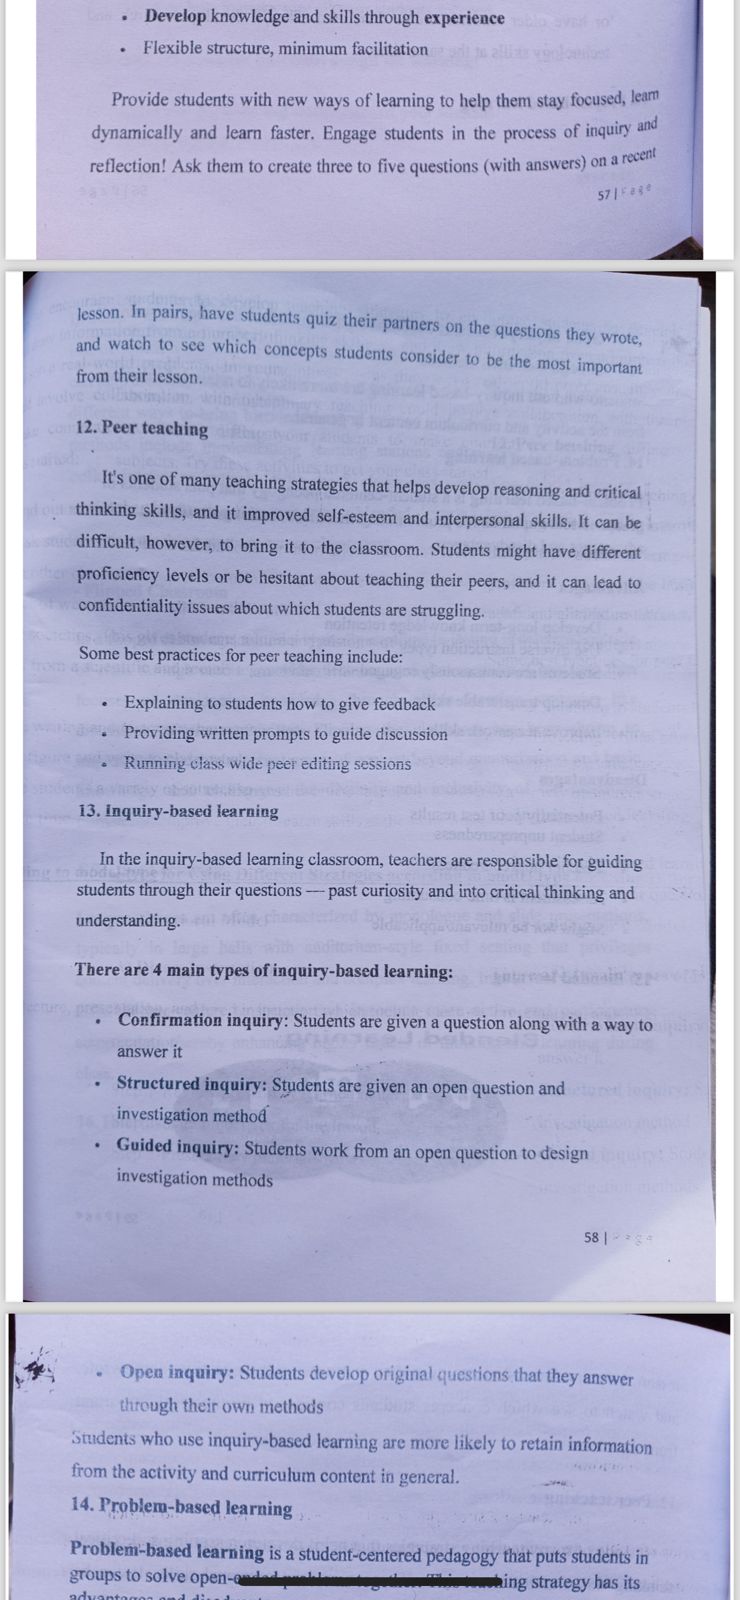 • Develop knowledge and skills through experience
• Flexible structure, minimum facilitation
Provide students with new ways of learning to help them stay focused, learn
dynamically and learn faster. Engage students in the process of inquiry and
reflection! Ask them to create three to five questions (with answers) on a recent
57 | Page
lesson. In pairs, have students quiz their partners on the questions they wrote,
and watch to see which concepts students consider to be the most important
from their lesson.
12. Peer teaching
It's one of many teaching strategies that helps develop reasoning and critical
thinking skills, and it improved self-esteem and interpersonal skills. It can be
difficult, however, to bring it to the classroom. Students might have different
proficiency levels or be hesitant about teaching their peers, and it can lead to
confidentiality issues about which students are struggling.
Some best practices for peer teaching include:
• Explaining to students how to give feedback
• Providing written prompts to guide discussion
• Running class wide peer editing sessions
13. Inquiry-based learning
In the inquiry-based learning classroom, teachers are responsible for guiding
students through their questions — past curiosity and into critical thinking and
understanding.
There are 4 main types of inquiry-based learning:
• Confirmation inquiry: Students are given a question along with a way to
answer it
• Structured inquiry: Students are given an open question and
investigation method
• Guided inquiry: Students work from an open question to design
investigation methods
58 | Page
• Open inquiry: Students develop original questions that they answer
through their own methods
Students who use inquiry-based learning are more likely to retain information
from the activity and curriculum content in general.
14. Problem-based learning
Problem-based learning is a student-centered pedagogy that puts students in
groups to solve strategy has its